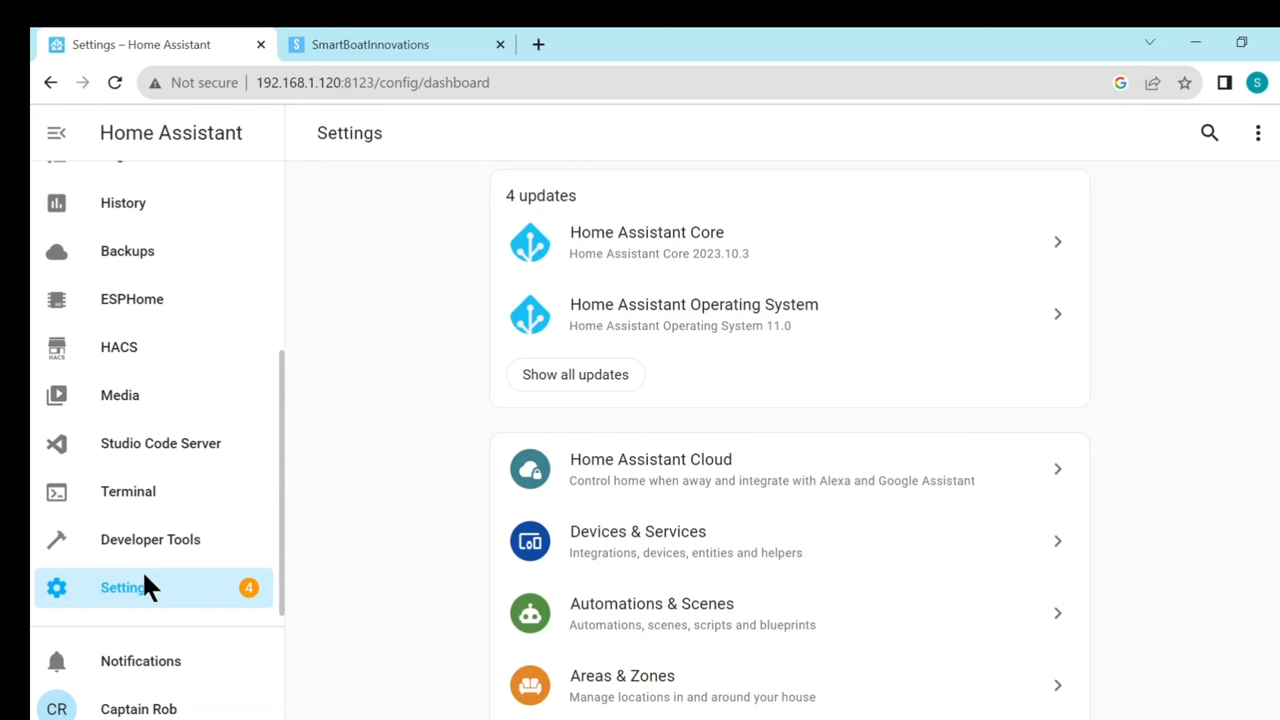 Settings – Home Assistant
SmartBoatInnovations
Not secure
192.168.1.120:8123/config/dashboard
S
Home Assistant
Settings
4 updates
Home Assistant Core
Home Assistant Core 2023.10.3
Home Assistant Operating System
Home Assistant Operating System 11.0
Show all updates
Home Assistant Cloud
Control home when away and integrate with Alexa and Google Assistant
Devices & Services
Integrations, devices, entities and helpers
Automations & Scenes
Automations, scenes, scripts and blueprints
Areas & Zones
Manage locations in and around your house
History
Backups
ESPHome
HACS
HACS
Media
Studio Code Server
Terminal
Developer Tools
Settings
4
Notifications
CR
Captain Rob